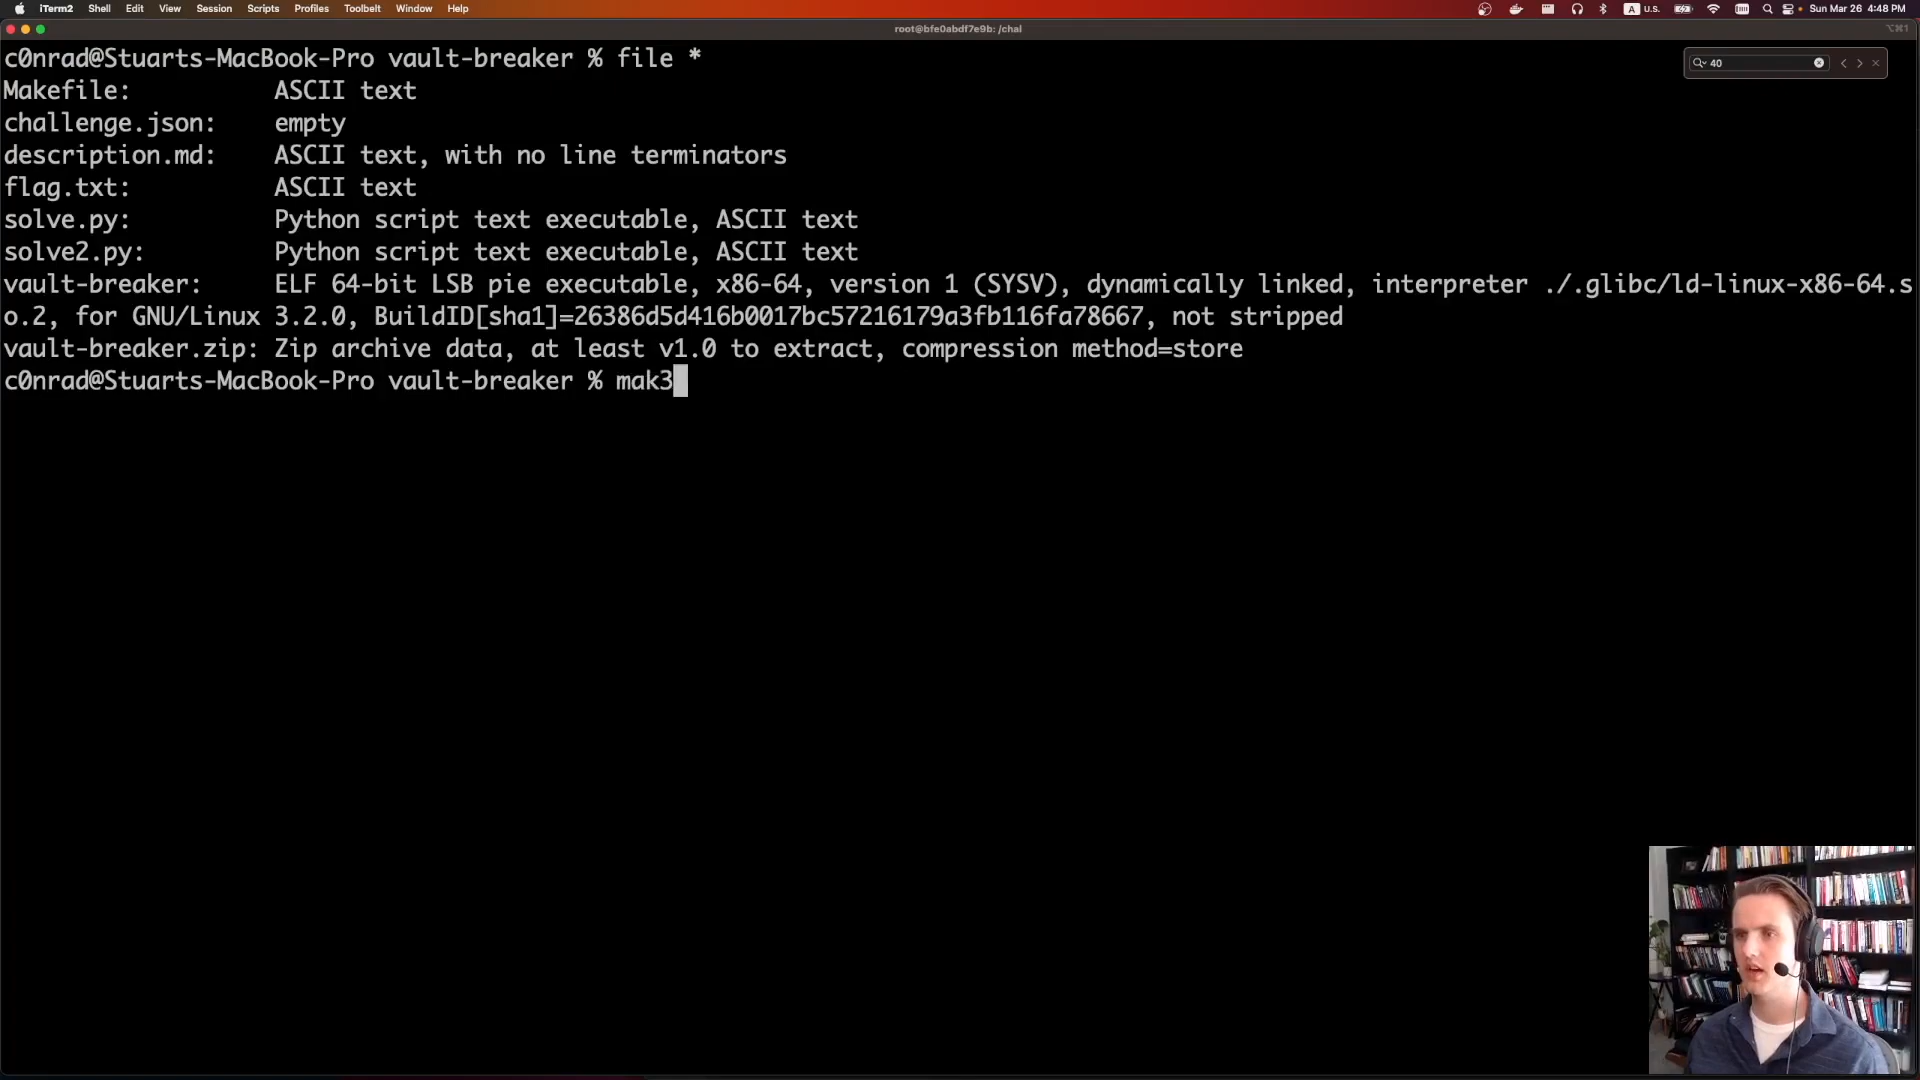 iTerm2 Shell Edit View Session Scripts Profiles Toolbelt Window Help A U.S. Sun Mar 26 4:48 PM
root@bfe0abdf7e9b: /chal ⌥⌘1
c0nrad@Stuarts-MacBook-Pro vault-breaker % file *
40
Makefile: ASCII text
challenge.json: empty
description.md: ASCII text, with no line terminators
flag.txt: ASCII text
solve.py: Python script text executable, ASCII text
solve2.py: Python script text executable, ASCII text
vault-breaker: ELF 64-bit LSB pie executable, x86-64, version 1 (SYSV), dynamically linked, interpreter ./.glibc/ld-linux-x86-64.s
o.2, for GNU/Linux 3.2.0, BuildID[sha1]=26386d5d416b0017bc57216179a3fb116fa78667, not stripped
vault-breaker.zip: Zip archive data, at least v1.0 to extract, compression method=store
c0nrad@Stuarts-MacBook-Pro vault-breaker % mak3